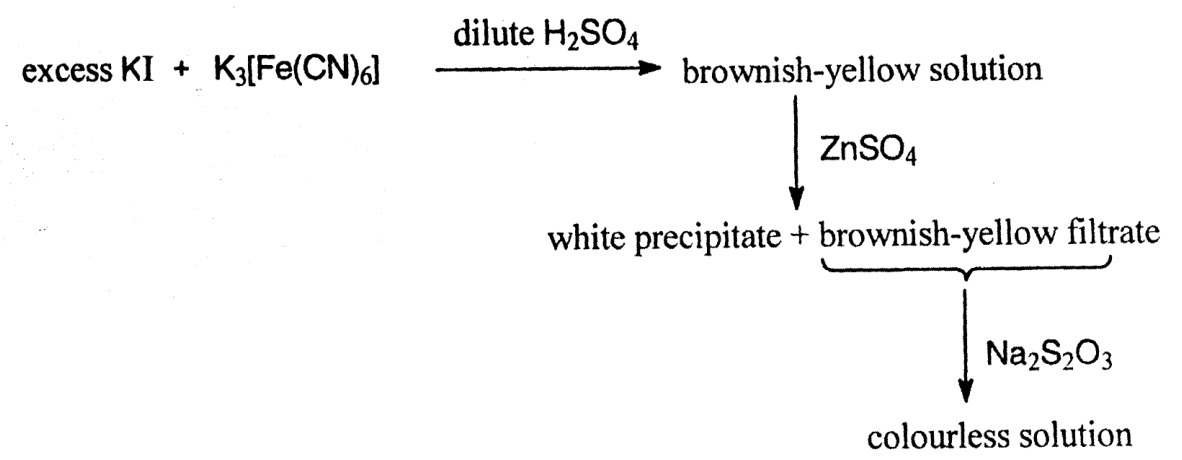 dilute H₂SO₄
excess KI + K₃[Fe(CN)₆]
brownish-yellow solution
ZnSO₄
white precipitate + brownish-yellow filtrate
Na₂S₂O₃
colourless solution